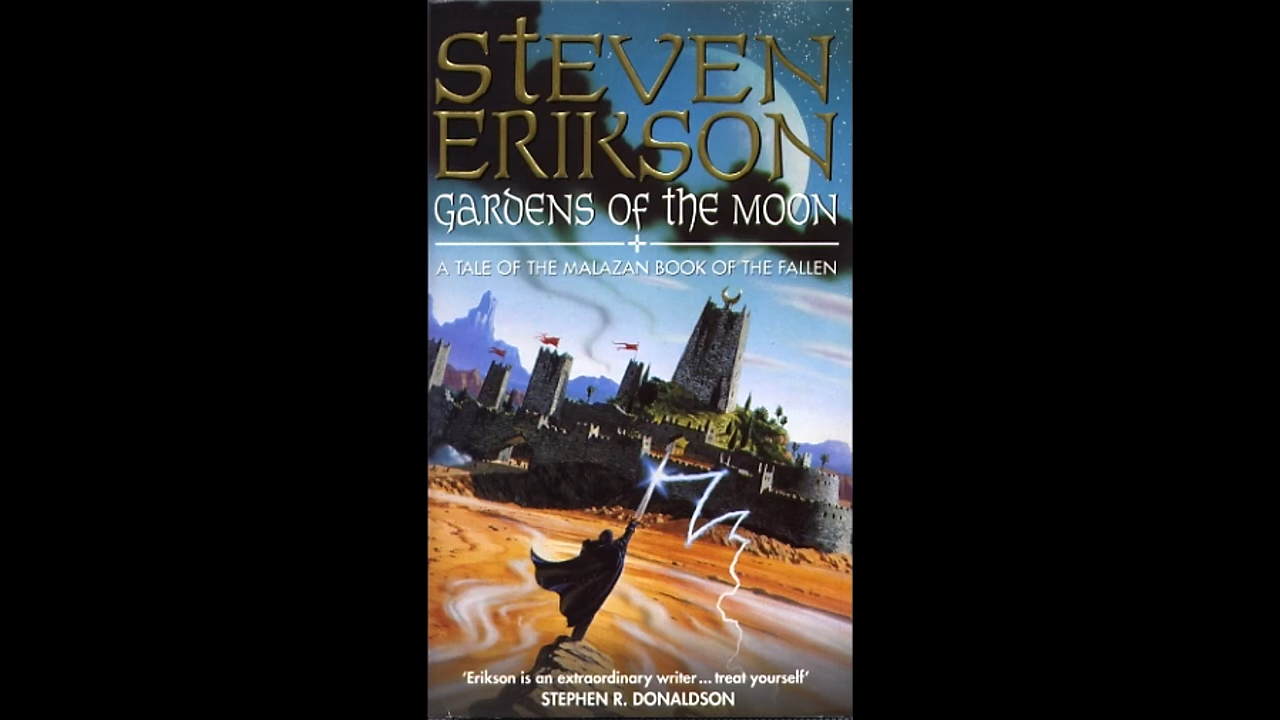 STEVEN
ERIKSON
GARDENS OF THE MOON
A TALE OF THE MALAZAN BOOK OF THE FALLEN
'Erikson is an extraordinary writer... treat yourself'
STEPHEN R. DONALDSON